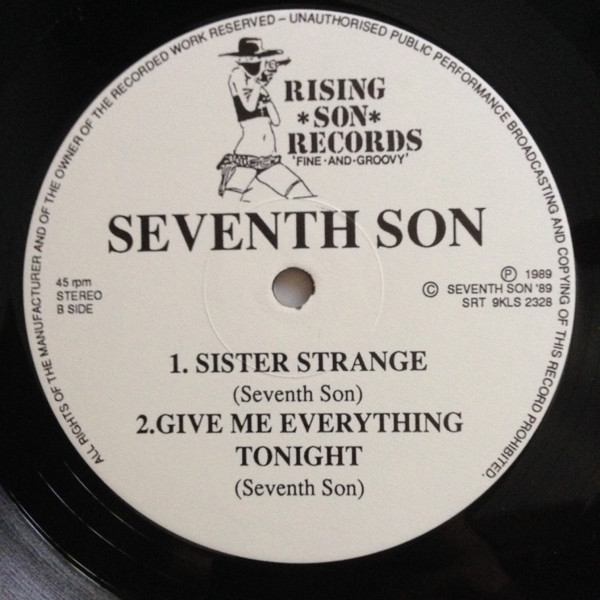 ALL RIGHTS OF THE MANUFACTURER AND OF THE OWNER OF THE RECORDED WORK RESERVED – UNAUTHORISED PUBLIC PERFORMANCE BROADCASTING AND COPYING OF THIS RECORD PROHIBITED.
RISING
*SON*
RECORDS
'FINE·AND·GROOVY'
SEVENTH SON
45 rpm
STEREO
B SIDE
Ⓟ 1989
© SEVENTH SON '89
SRT 9KLS 2328
1. SISTER STRANGE
(Seventh Son)
2.GIVE ME EVERYTHING
TONIGHT
(Seventh Son)